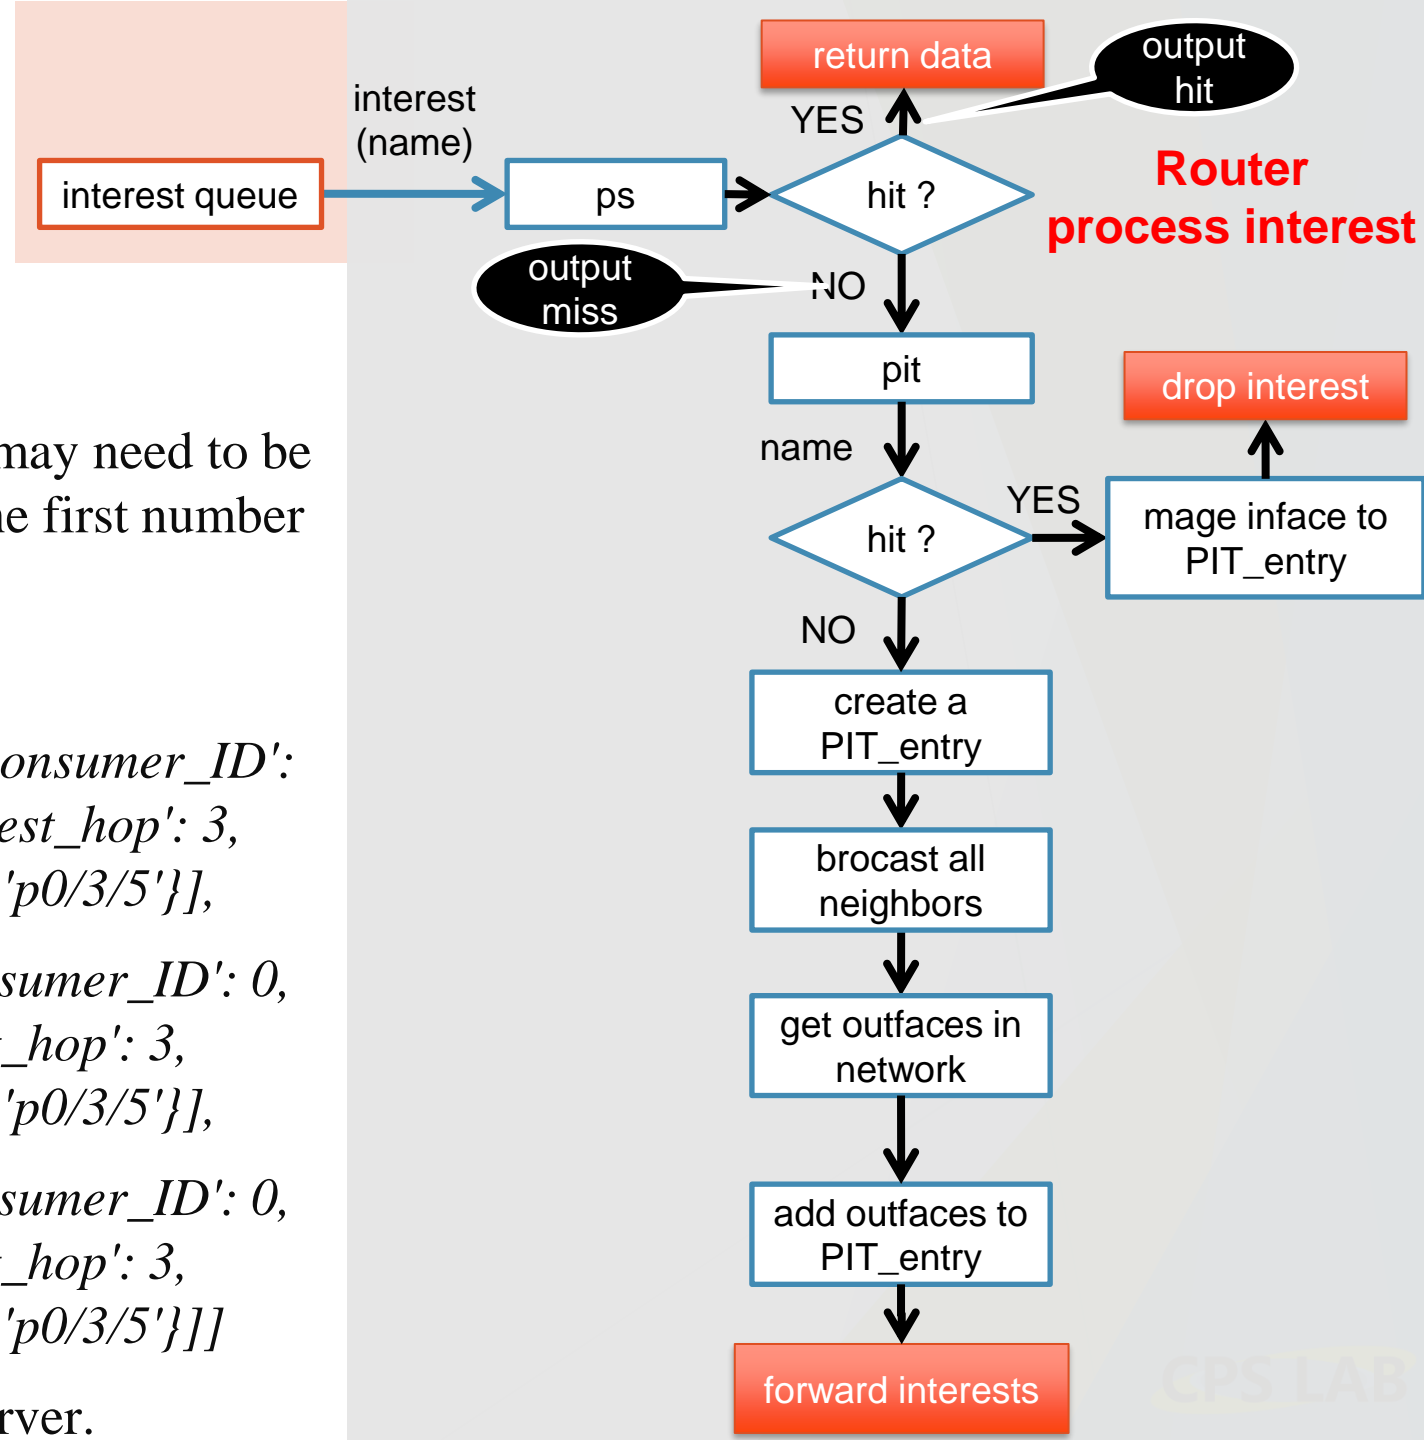 return data
output
hit
interest
(name)
YES
Router
process interest
interest queue
ps
hit ?
output
miss
NO
pit
drop interest
name
may need to be
YES
mage inface to
PIT_entry
first number
hit ?
NO
create a
PIT_entry
onsumer_ID':
est_hop': 3,
'p0/3/5'}],
brocast all
neighbors
sumer_ID': 0,
_hop': 3,
'p0/3/5'}],
get outfaces in
network
sumer_ID': 0,
_hop': 3,
'p0/3/5'}]]
add outfaces to
PIT_entry
forward interests
CPS LAB
rver.